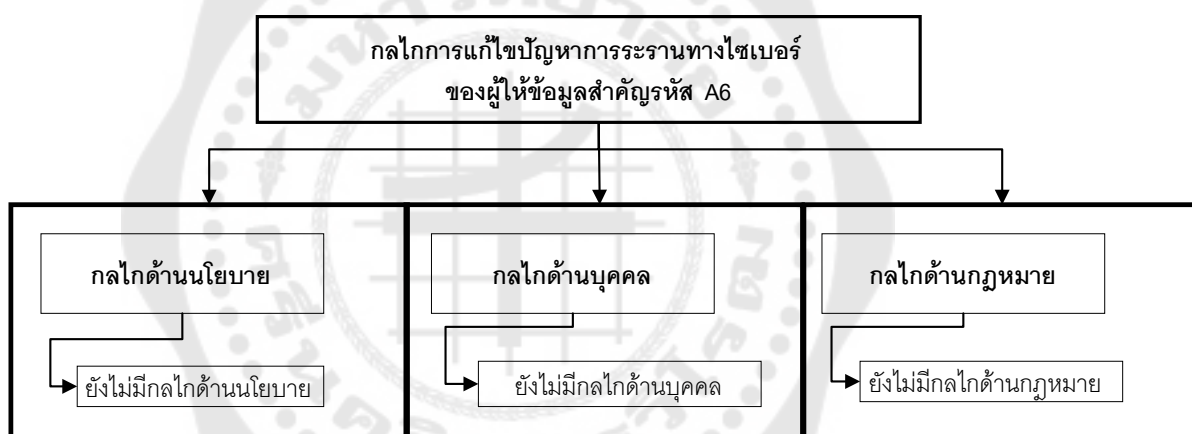 กลไกการแก้ไขปัญหาการระรานทางไซเบอร์
ของผู้ให้ข้อมูลสำคัญรหัส A6
กลไกด้านนโยบาย
กลไกด้านบุคคล
กลไกด้านกฎหมาย
ยังไม่มีกลไกด้านนโยบาย
ยังไม่มีกลไกด้านบุคคล
ยังไม่มีกลไกด้านกฎหมาย